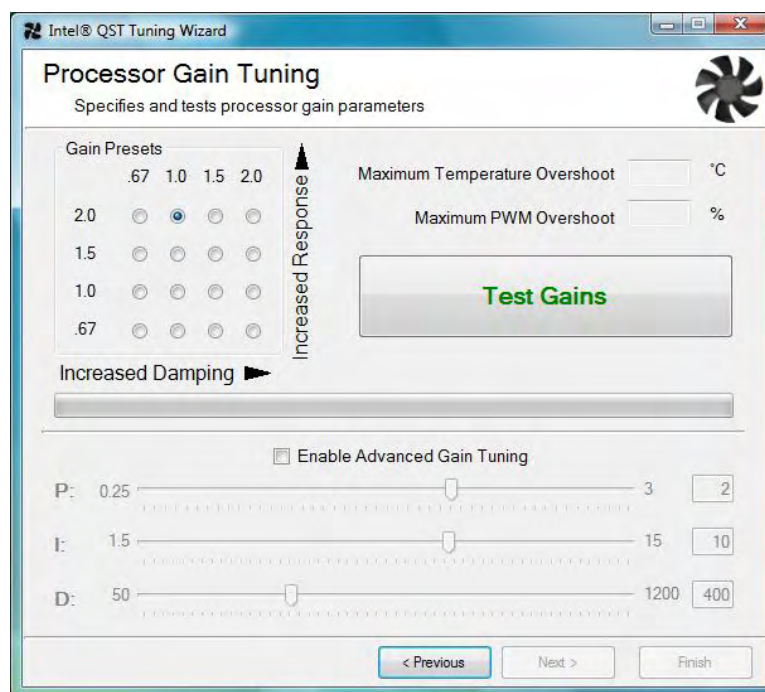 Intel® QST Tuning Wizard
Processor Gain Tuning
Specifies and tests processor gain parameters
Gain Presets
.67 1.0 1.5 2.0
2.0
1.5
1.0
.67
Increased Response
Increased Damping
Maximum Temperature Overshoot °C
Maximum PWM Overshoot %
Test Gains
Enable Advanced Gain Tuning
P: 0.25 3 2
I: 1.5 15 10
D: 50 1200 400
< Previous Next > Finish